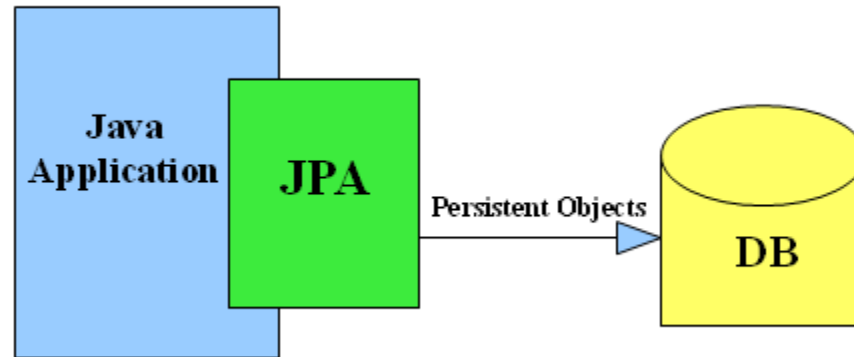 Java
Application
JPA
Persistent Objects
DB